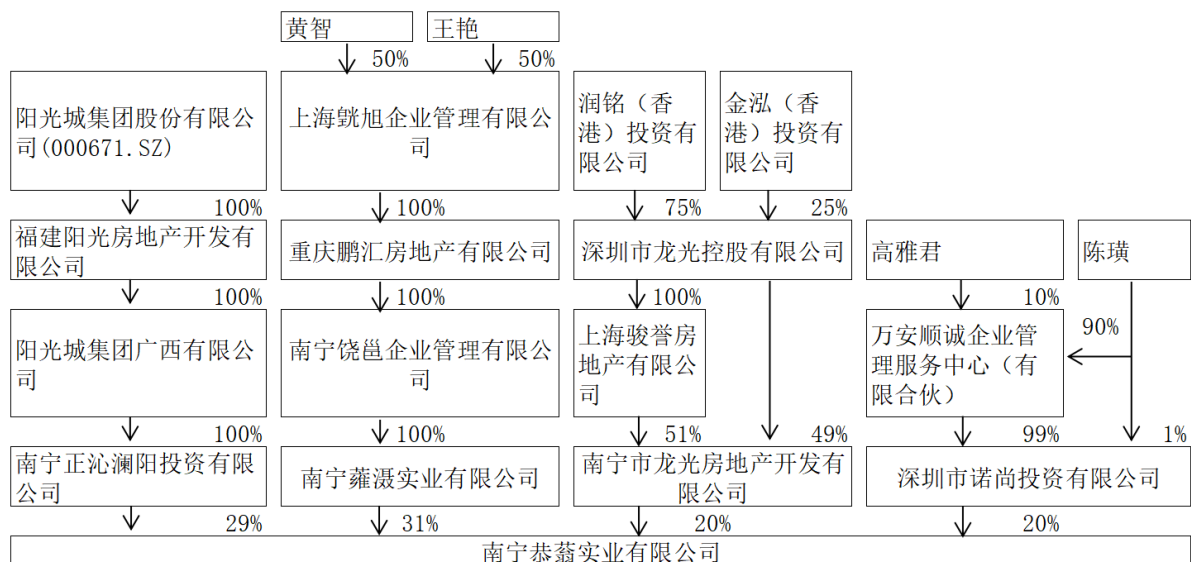 黄智
王艳
50%
50%
阳光城集团股份有限公
司(000671.SZ)
上海皝旭企业管理有限公
司
润铭（香
港）投资有
限公司
金泓（香
港）投资有
限公司
100%
100%
75%
25%
福建阳光房地产开发有
限公司
重庆鹏汇房地产有限公司
深圳市龙光控股有限公司
高雅君
陈璜
100%
100%
100%
10%
90%
阳光城集团广西有限公
司
南宁饶邕企业管理有限公
司
上海骏誉房
地产有限公
司
万安顺诚企业管
理服务中心（有
限合伙）
100%
100%
51%
49%
99%
1%
南宁正沁澜阳投资有限
公司
南宁蕹滠实业有限公司
南宁市龙光房地产开发有
限公司
深圳市诺尚投资有限公司
29%
31%
20%
20%
南宁恭蓊实业有限公司